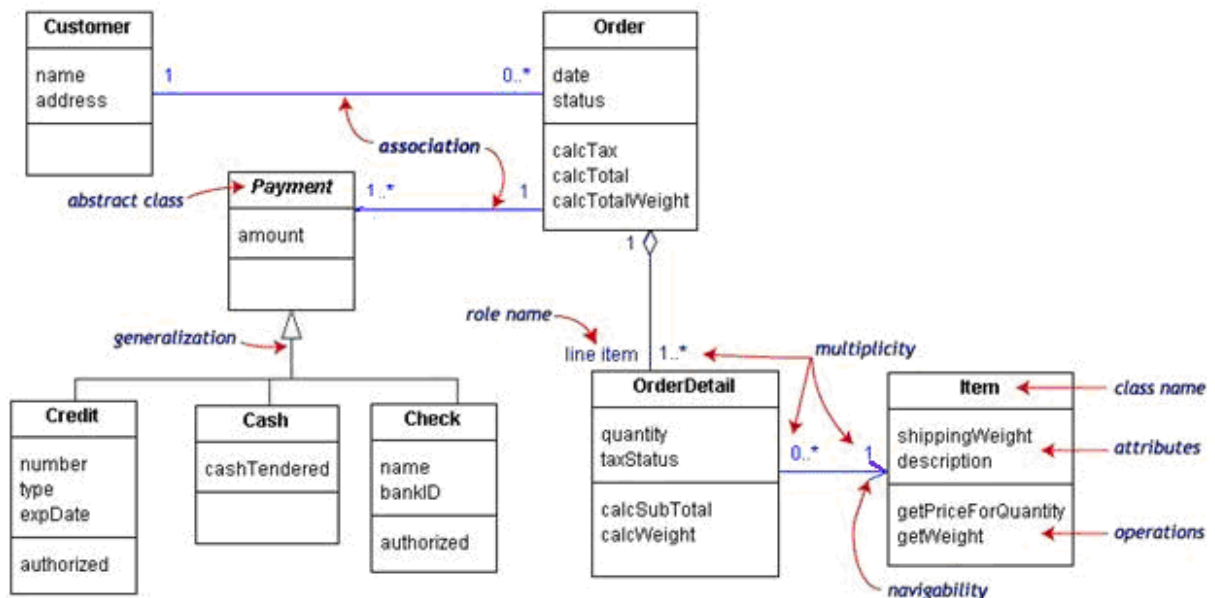 Customer
name
address
1
0..*
Order
date
status
calcTax
calcTotal
calcTotalWeight
association
abstract class
Payment
amount
1..*
1
1
generalization
role name
line item
1..*
multiplicity
Credit
number
type
expDate
authorized
Cash
cashTendered
Check
name
bankID
authorized
OrderDetail
quantity
taxStatus
calcSubTotal
calcWeight
0..*
1
Item
shippingWeight
description
getPriceForQuantity
getWeight
class name
attributes
operations
navigability